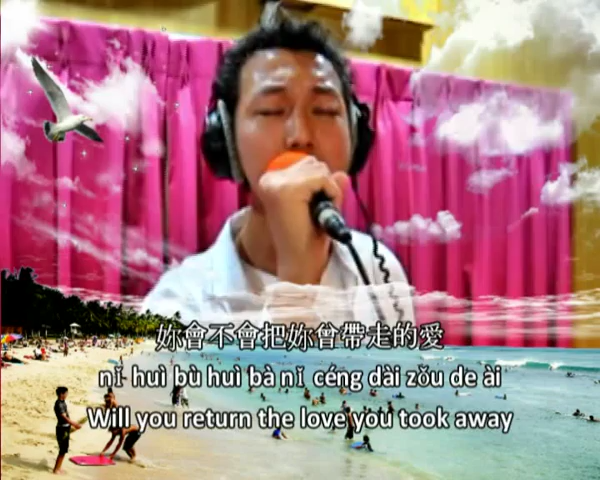 妳會不會把妳曾帶走的愛
nǐ huì bù huì bà nǐ céng dài zǒu de ài
Will you return the love you took away